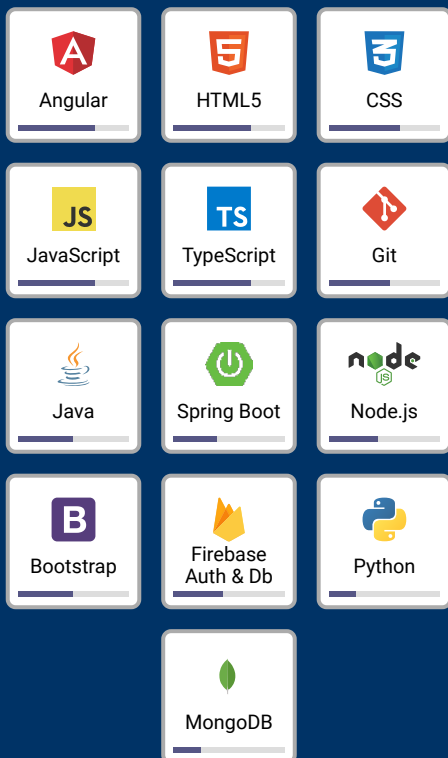 Angular
HTML5
CSS
JS
JavaScript
TS
TypeScript
Git
Java
Spring Boot
node
JS
Node.js
B
Bootstrap
Firebase
Auth & Db
Python
MongoDB